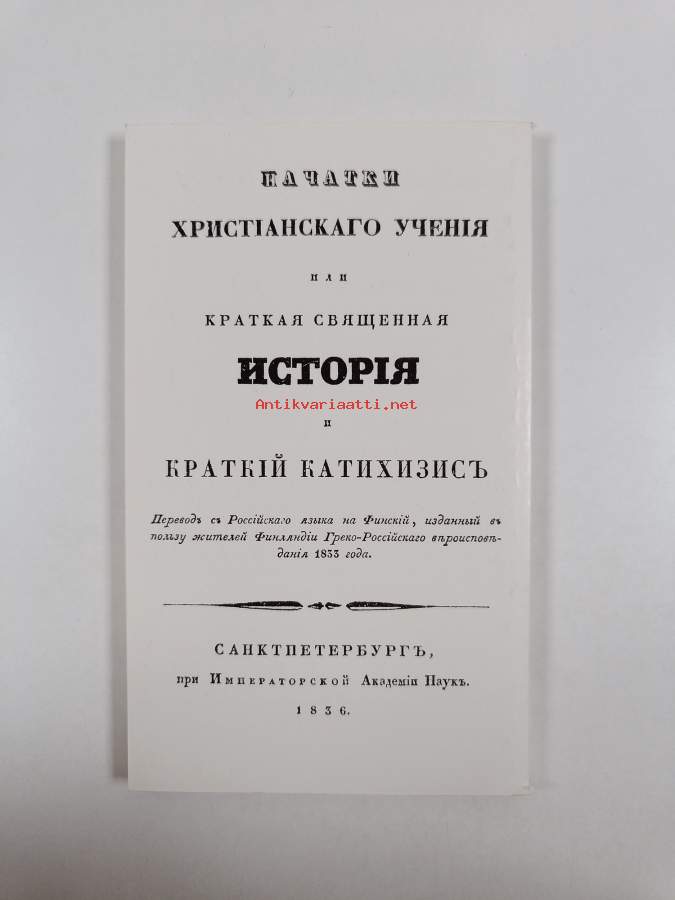 НАЧАТКИ
ХРИСТІАНСКАГО УЧЕНІЯ
ИЛИ
КРАТКАЯ СВЯЩЕННАЯ
ИСТОРІЯ
Antikvariaatti.net
И
КРАТКІЙ КАТИХИЗИСЪ
Переводъ съ Россійскаго языка на Финскій, изданный въ
пользу жителей Финляндіи Греко-Россійскаго вѣроисповѣ-
данія 1833 года.
САНКТПЕТЕРБУРГЪ,
при Императорской Академіи Наукъ.
1836.